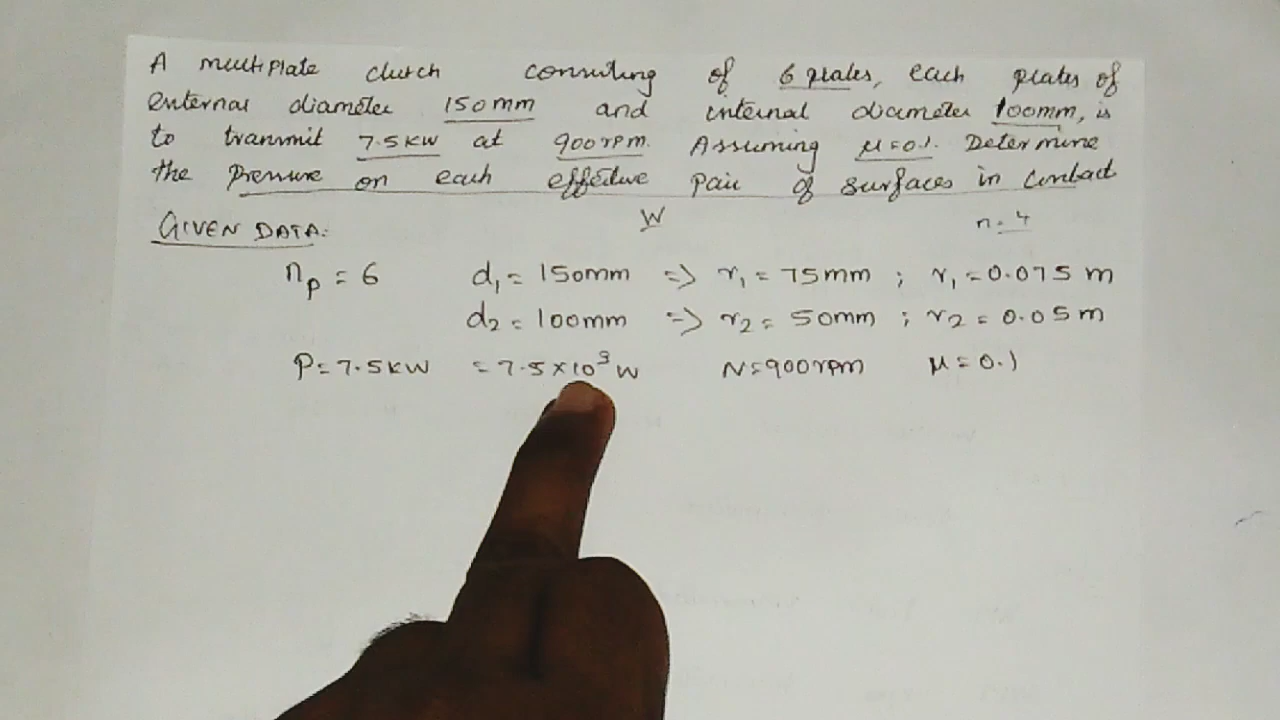 A multiplate clutch consisting of 6 plates, each plates of
external diameter 150mm and internal diameter 100mm, is
to transmit 7.5KW at 900rpm. Assuming μ=0.1. Determine
the pressure on each effective pair of surfaces in contact
W n=4
GIVEN DATA:
np = 6 d1 = 150mm => r1 = 75mm ; r1 = 0.075 m
d2 = 100mm => r2 = 50mm ; r2 = 0.05 m
P = 7.5KW = 7.5×10³ W N=900rpm μ = 0.1